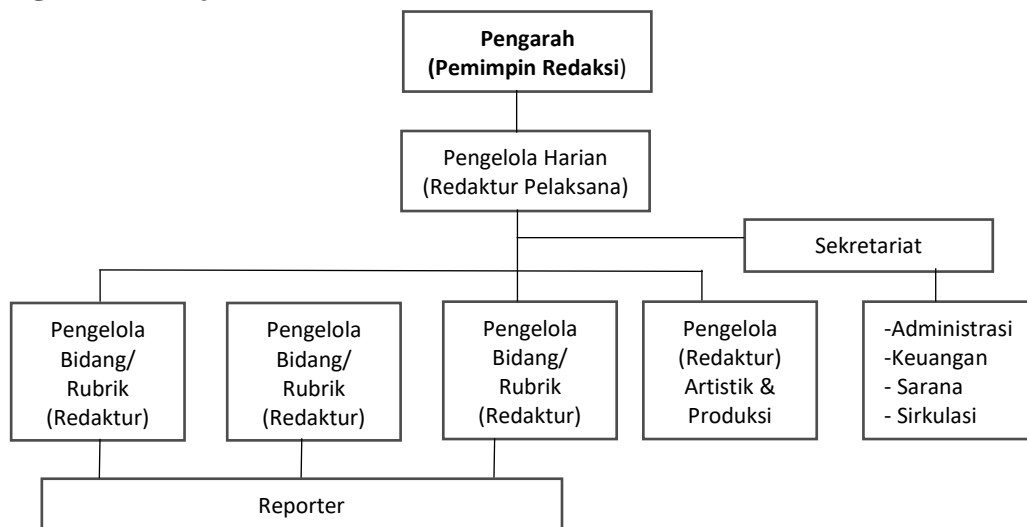 Pengarah
(Pemimpin Redaksi)
Pengelola Harian
(Redaktur Pelaksana)
Sekretariat
Pengelola
Bidang/
Rubrik
(Redaktur)
Pengelola
Bidang/
Rubrik
(Redaktur)
Pengelola
Bidang/
Rubrik
(Redaktur)
Pengelola
(Redaktur)
Artistik &
Produksi
-Administrasi
-Keuangan
- Sarana
- Sirkulasi
Reporter